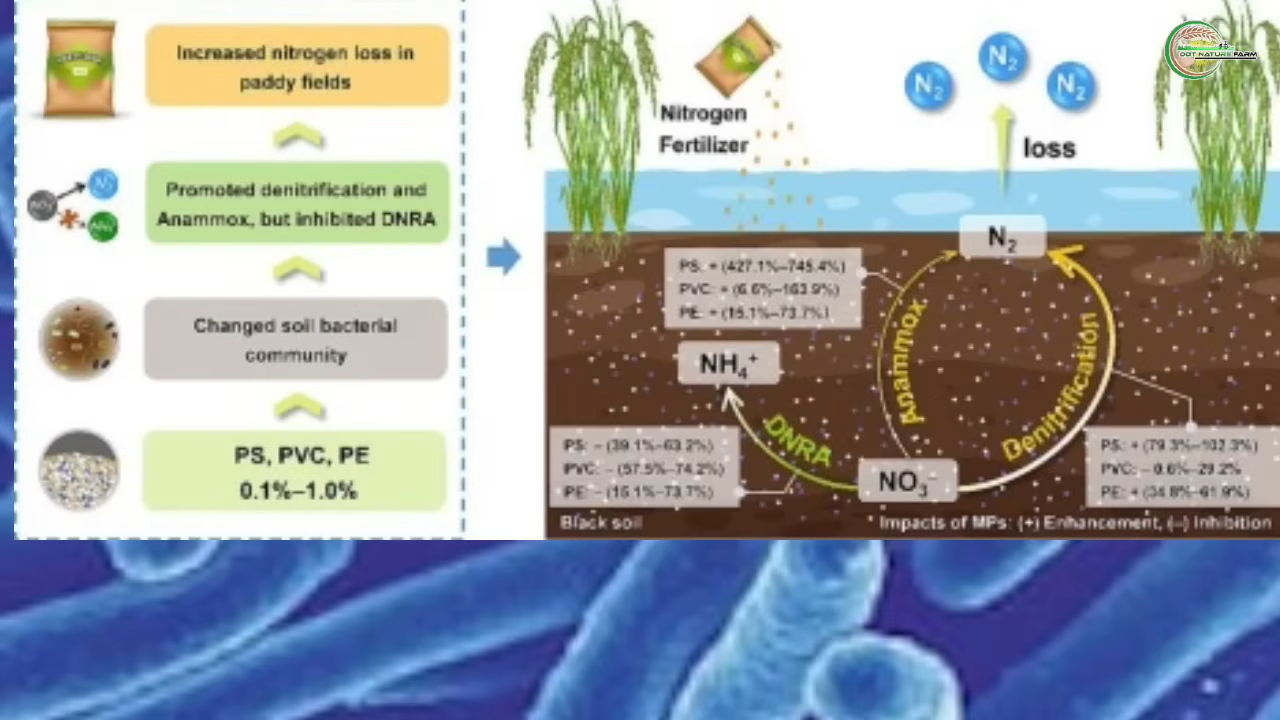 Increased nitrogen loss in
paddy fields
Promoted denitrification and
Anammox, but inhibited DNRA
Changed soil bacterial
community
PS, PVC, PE
0.1%–1.0%
Nitrogen
Fertilizer
N₂
N₂
N₂
loss
N₂
PS: + (427.1%–745.4%)
PVC: + (6.6%–163.9%)
PE: + (15.1%–73.7%)
Anammox
Denitrification
NH₄⁺
DNRA
PS: – (39.1%–63.2%)
PVC: – (57.5%–74.2%)
PE: – (15.1%–73.7%)
NO₃⁻
PS: + (79.3%–102.3%)
PVC: – 0.6%–29.2%
PE: + (34.8%–61.9%)
Black soil
* Impacts of MPs: (+) Enhancement, (–) Inhibition
DOT NATURE FARM